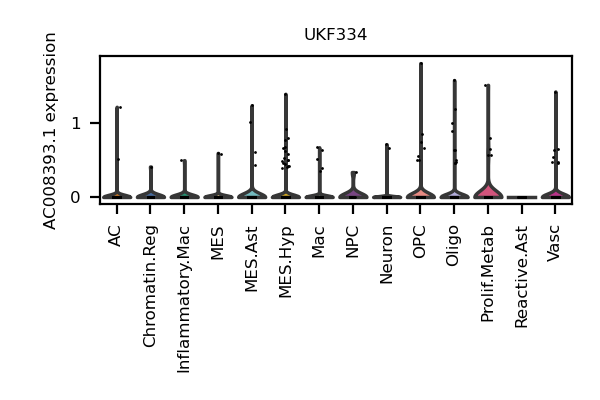 UKF334
AC008393.1 expression
1
0
AC
Chromatin.Reg
Inflammatory.Mac
MES
MES.Ast
MES.Hyp
Mac
NPC
Neuron
OPC
Oligo
Prolif.Metab
Reactive.Ast
Vasc